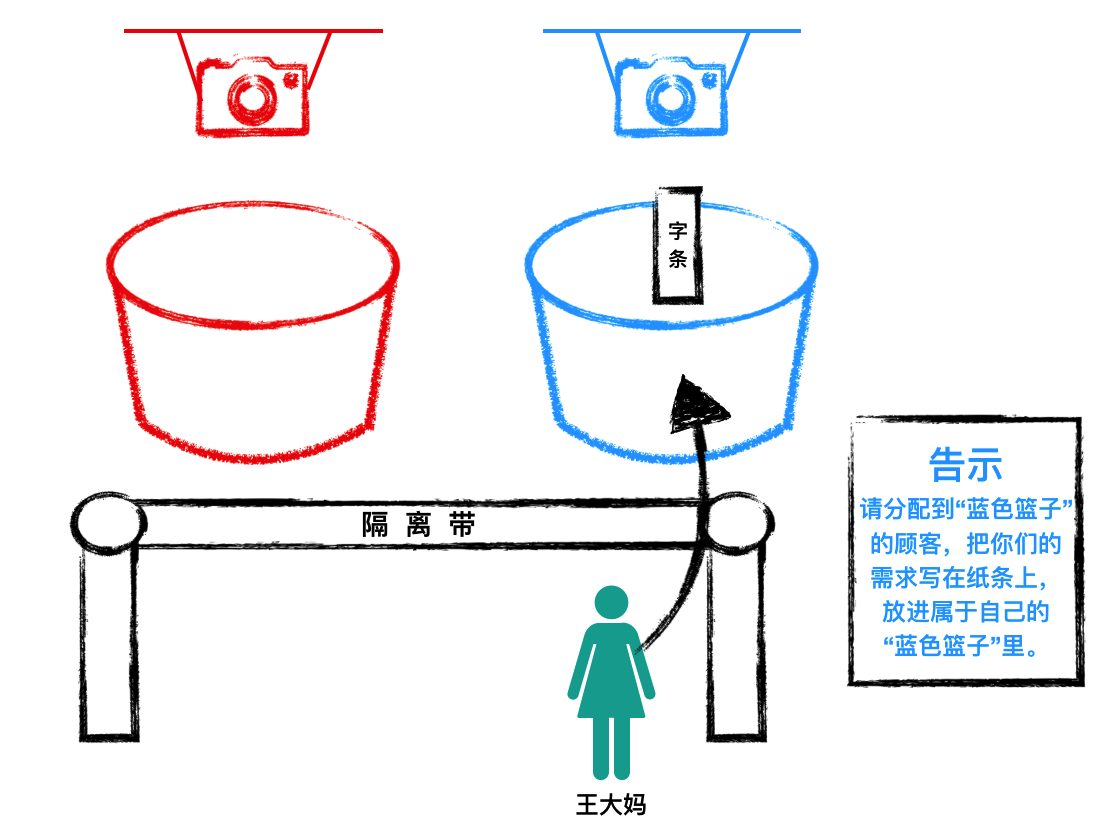 字
条
隔离带
告示
请分配到“蓝色篮子”
的顾客，把你们的
需求写在纸条上，
放进属于自己的
“蓝色篮子”里。
王大妈